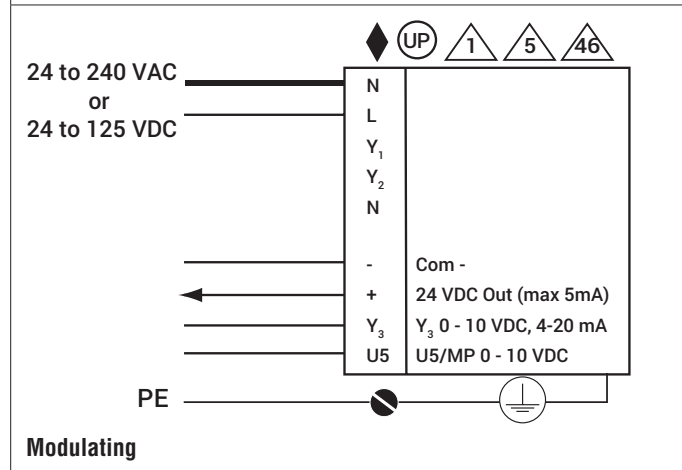 UP 1 5 46
24 to 240 VAC
or
24 to 125 VDC
N
L
Y1
Y2
N
- Com -
+ 24 VDC Out (max 5mA)
Y3 Y3 0 - 10 VDC, 4-20 mA
U5 U5/MP 0 - 10 VDC
PE
Modulating